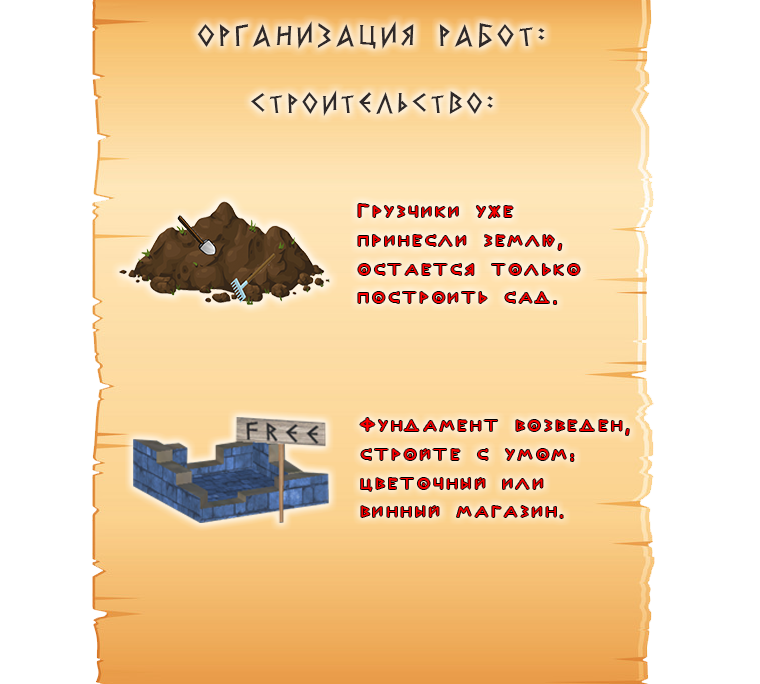 ОРГАНИЗАЦИЯ РАБОТ:
СТРОИТЕЛЬСТВО:
Грузчики уже
принесли землю,
остается только
построить сад.
Фундамент возведен,
стройте с умом:
цветочный или
винный магазин.
FREE